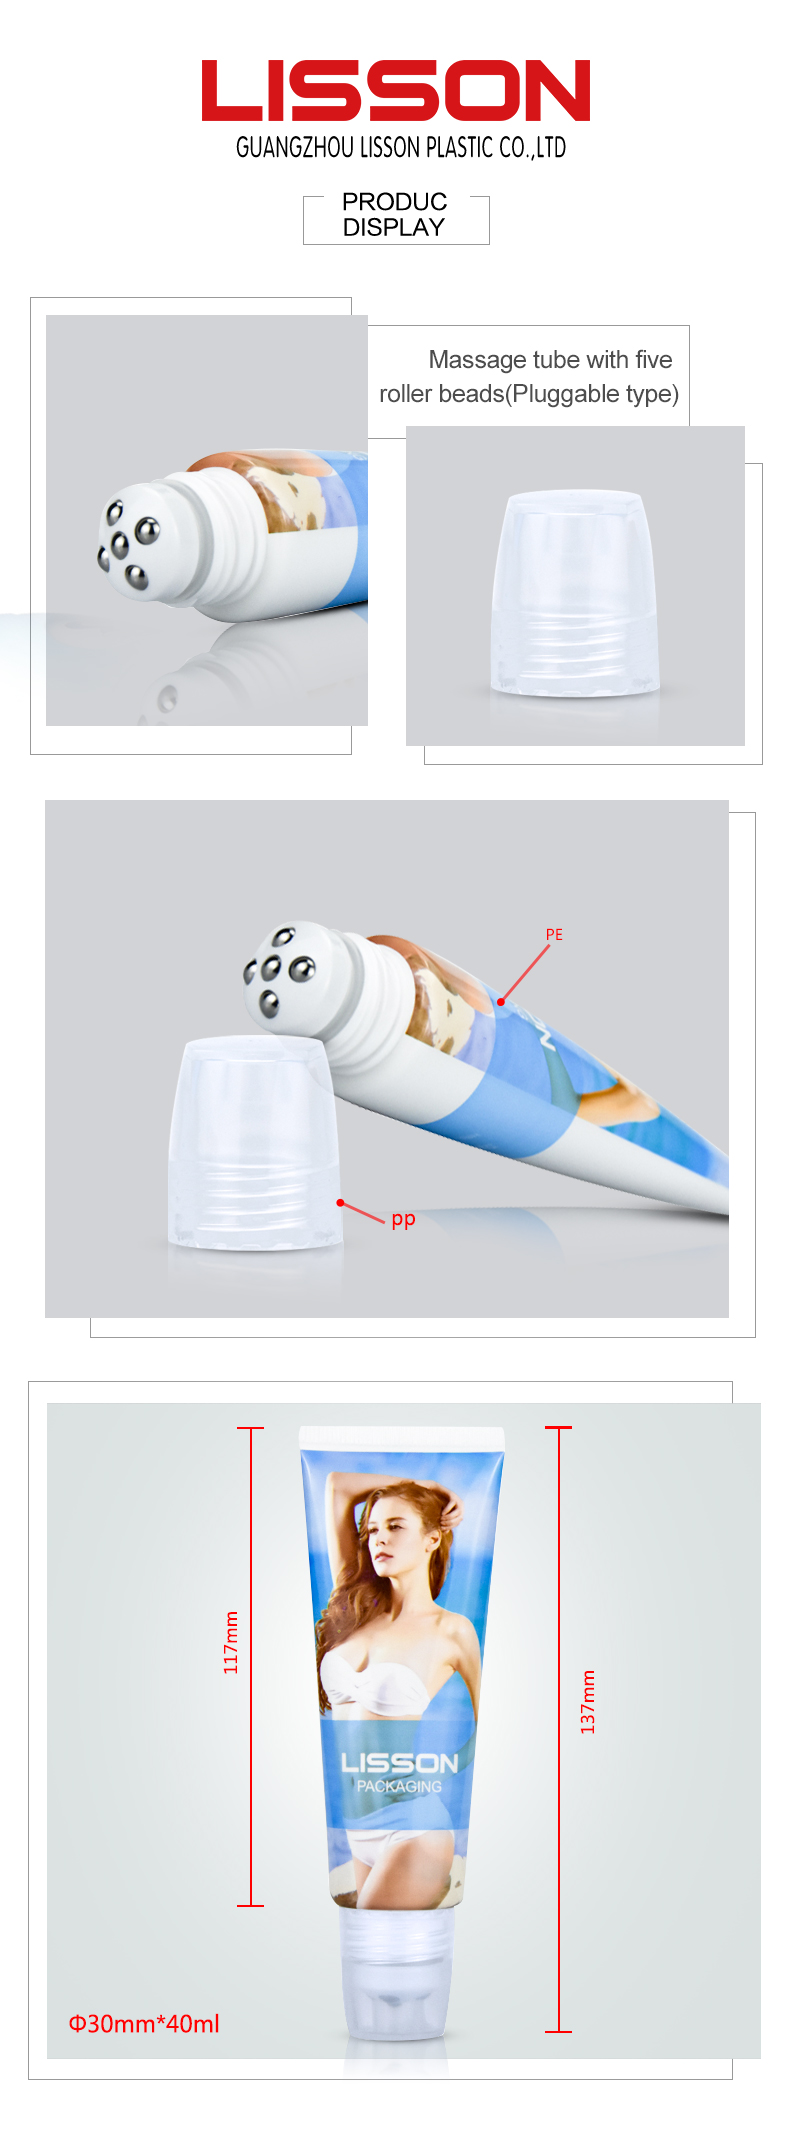 LISSON
GUANGZHOU LISSON PLASTIC CO.,LTD
PRODUC
DISPLAY
Massage tube with five
roller beads(Pluggable type)
PE
pp
117mm
137mm
LISSON
PACKAGING
Φ30mm*40ml